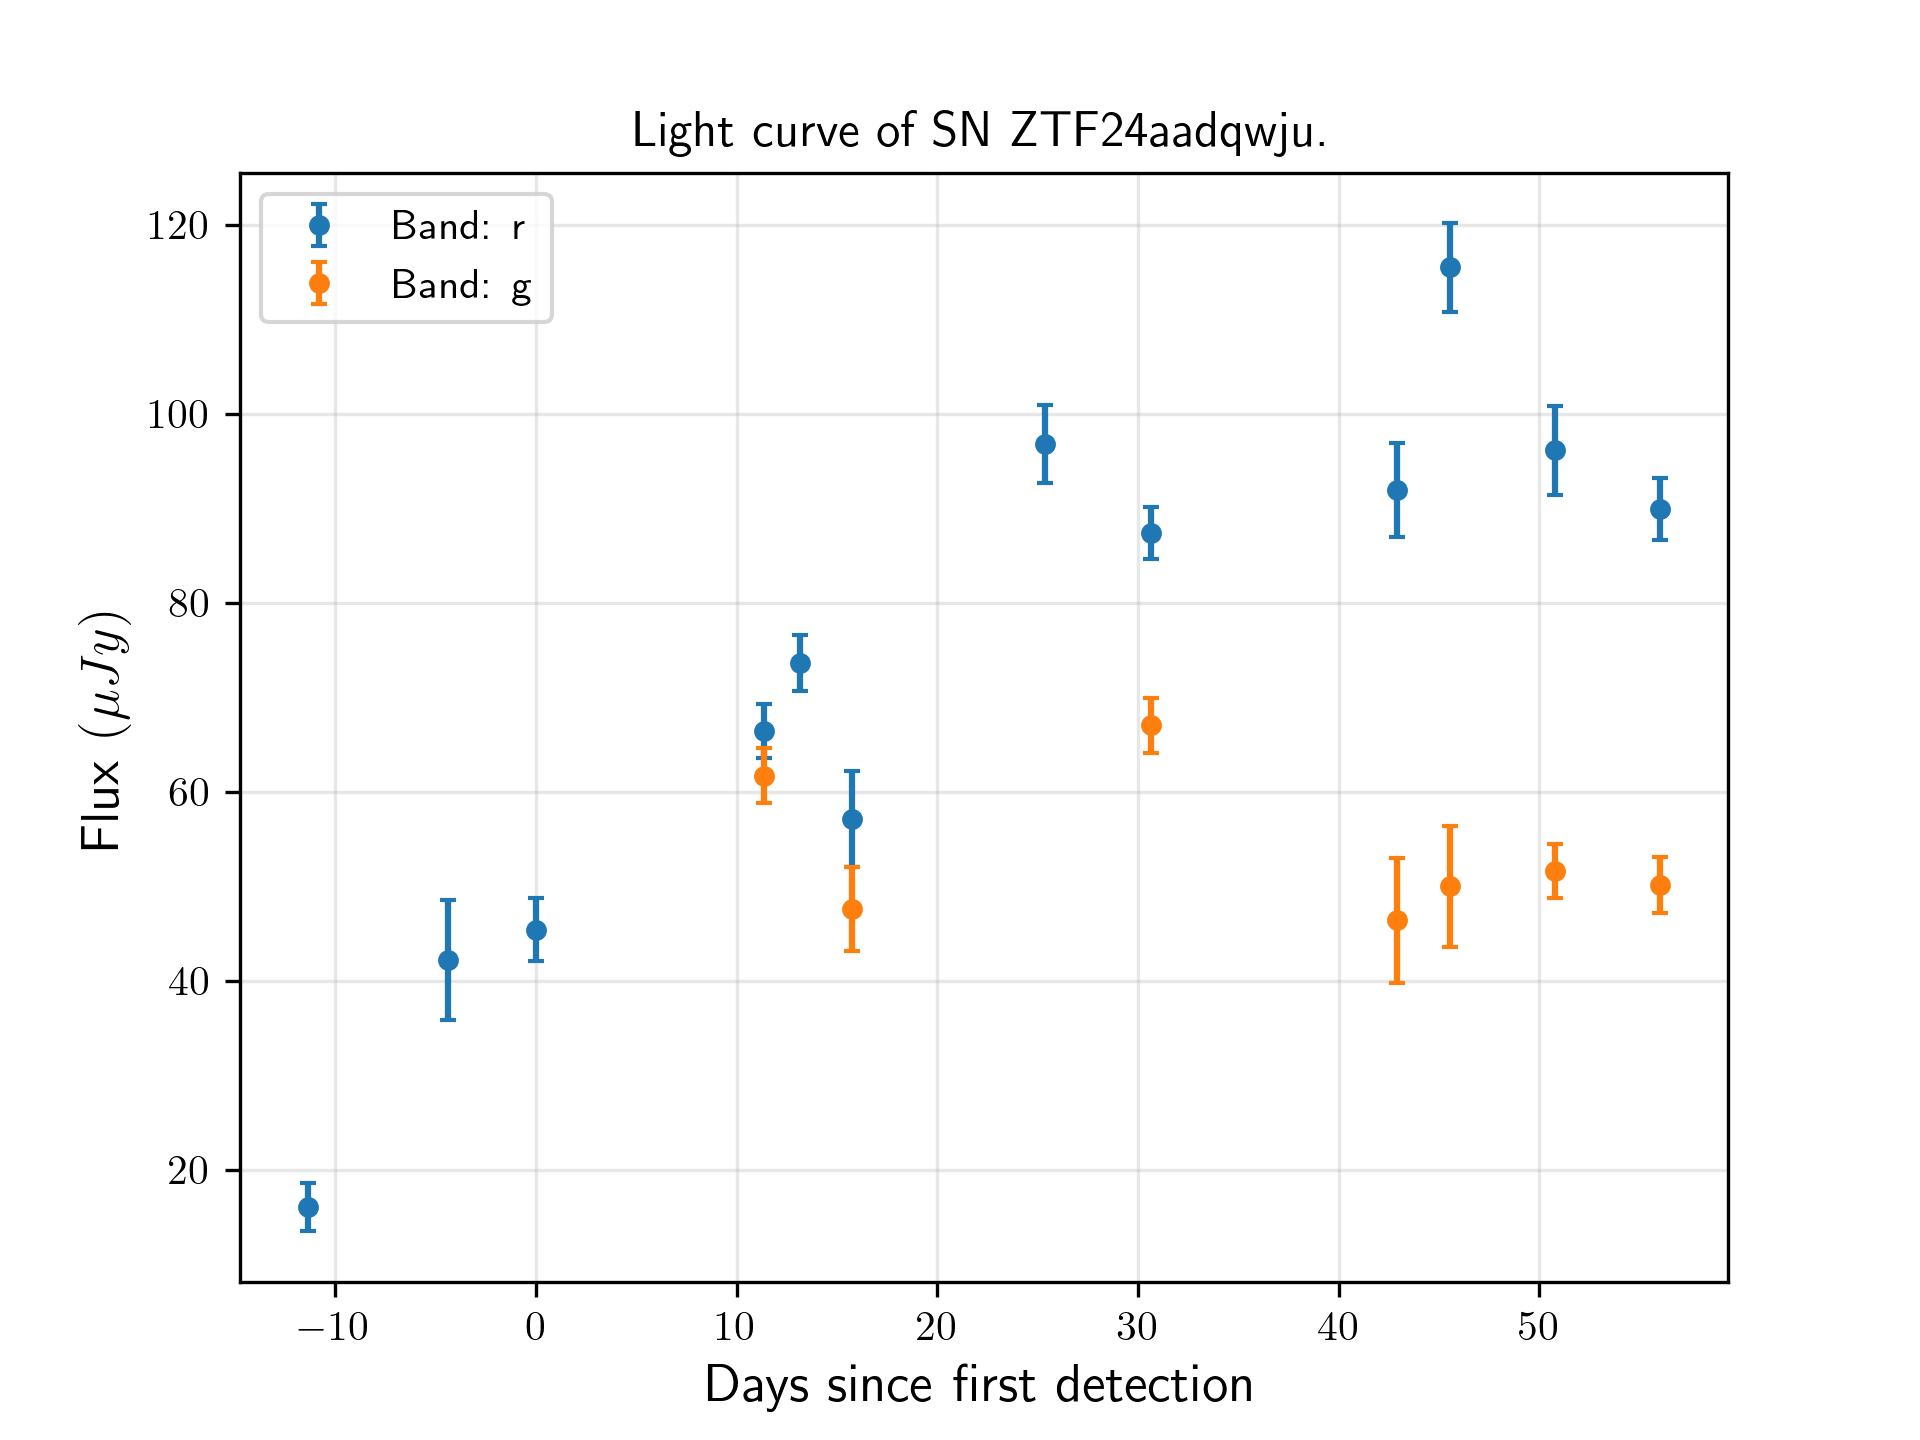 Light curve of SN ZTF24aadqwju.
Band: r
Band: g
120
100
80
60
40
20
Flux (μJy)
−10 0 10 20 30 40 50
Days since first detection